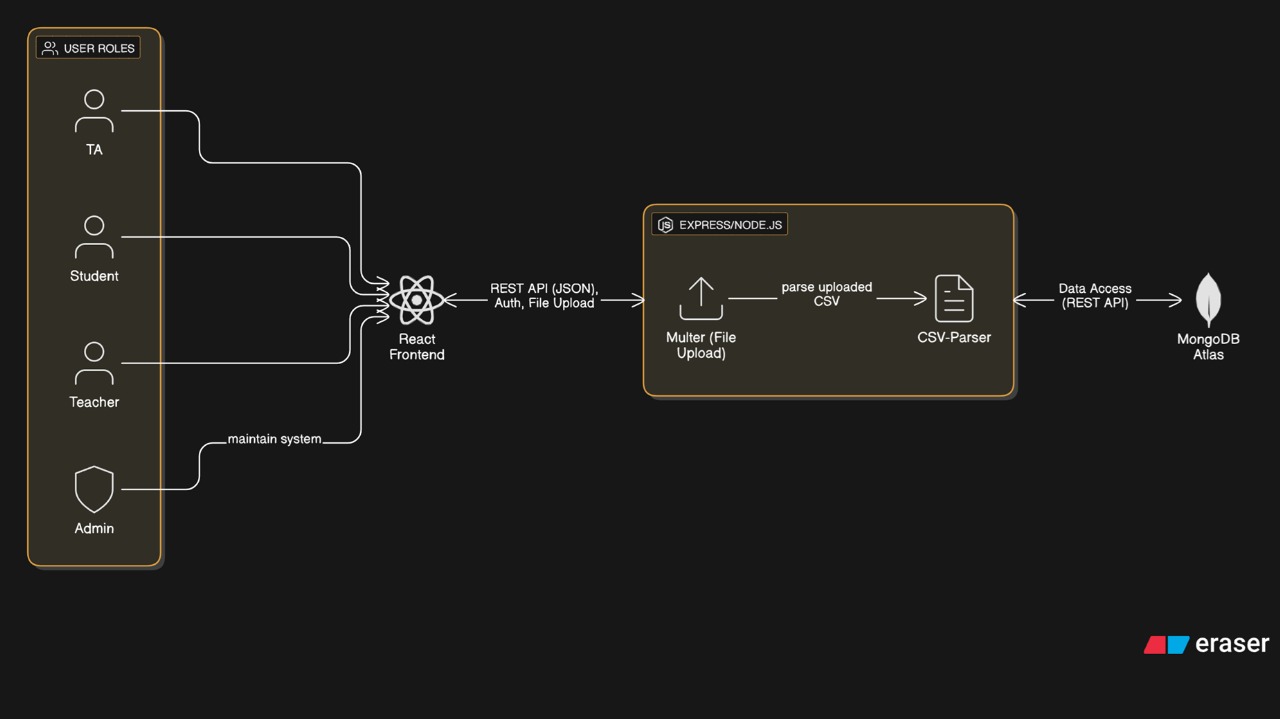 USER ROLES
TA
Student
Teacher
maintain system
Admin
React
Frontend
REST API (JSON),
Auth, File Upload
JS
EXPRESS/NODE.JS
Multer (File
Upload)
parse uploaded
CSV
CSV-Parser
Data Access
(REST API)
MongoDB
Atlas
eraser